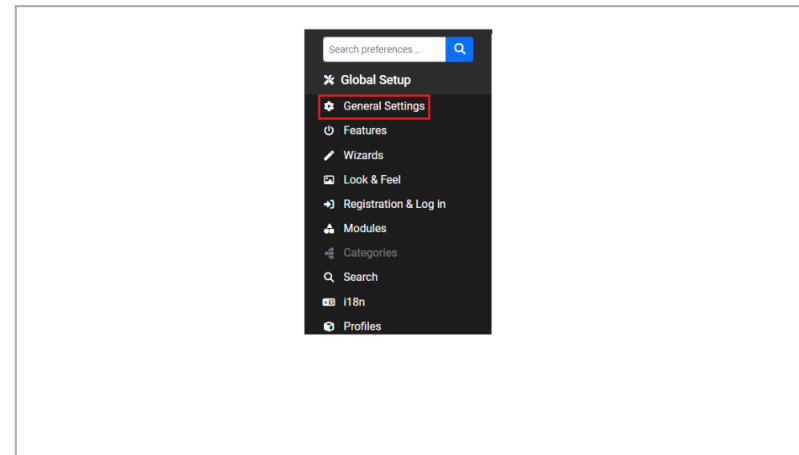 Search preferences...
Global Setup
General Settings
Features
Wizards
Look & Feel
Registration & Log in
Modules
Categories
Search
i18n
Profiles